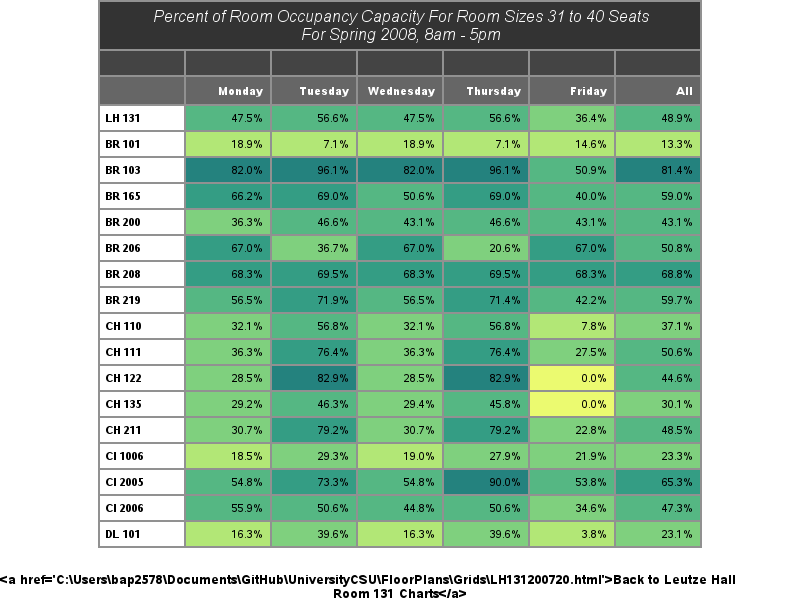 Percent of Room Occupancy Capacity For Room Sizes 31 to 40 Seats
For Spring 2008, 8am - 5pm
Monday Tuesday Wednesday Thursday Friday All
LH 131 47.5% 56.6% 47.5% 56.6% 36.4% 48.9%
BR 101 18.9% 7.1% 18.9% 7.1% 14.6% 13.3%
BR 103 82.0% 96.1% 82.0% 96.1% 50.9% 81.4%
BR 165 66.2% 69.0% 50.6% 69.0% 40.0% 59.0%
BR 200 36.3% 46.6% 43.1% 46.6% 43.1% 43.1%
BR 206 67.0% 36.7% 67.0% 20.6% 67.0% 50.8%
BR 208 68.3% 69.5% 68.3% 69.5% 68.3% 68.8%
BR 219 56.5% 71.9% 56.5% 71.4% 42.2% 59.7%
CH 110 32.1% 56.8% 32.1% 56.8% 7.8% 37.1%
CH 111 36.3% 76.4% 36.3% 76.4% 27.5% 50.6%
CH 122 28.5% 82.9% 28.5% 82.9% 0.0% 44.6%
CH 135 29.2% 46.3% 29.4% 45.8% 0.0% 30.1%
CH 211 30.7% 79.2% 30.7% 79.2% 22.8% 48.5%
CI 1006 18.5% 29.3% 19.0% 27.9% 21.9% 23.3%
CI 2005 54.8% 73.3% 54.8% 90.0% 53.8% 65.3%
CI 2006 55.9% 50.6% 44.8% 50.6% 34.6% 47.3%
DL 101 16.3% 39.6% 16.3% 39.6% 3.8% 23.1%
<a href='C:\Users\bap2578\Documents\GitHub\UniversityCSU\FloorPlans\Grids\LH131200720.html'>Back to Leutze Hall
Room 131 Charts</a>